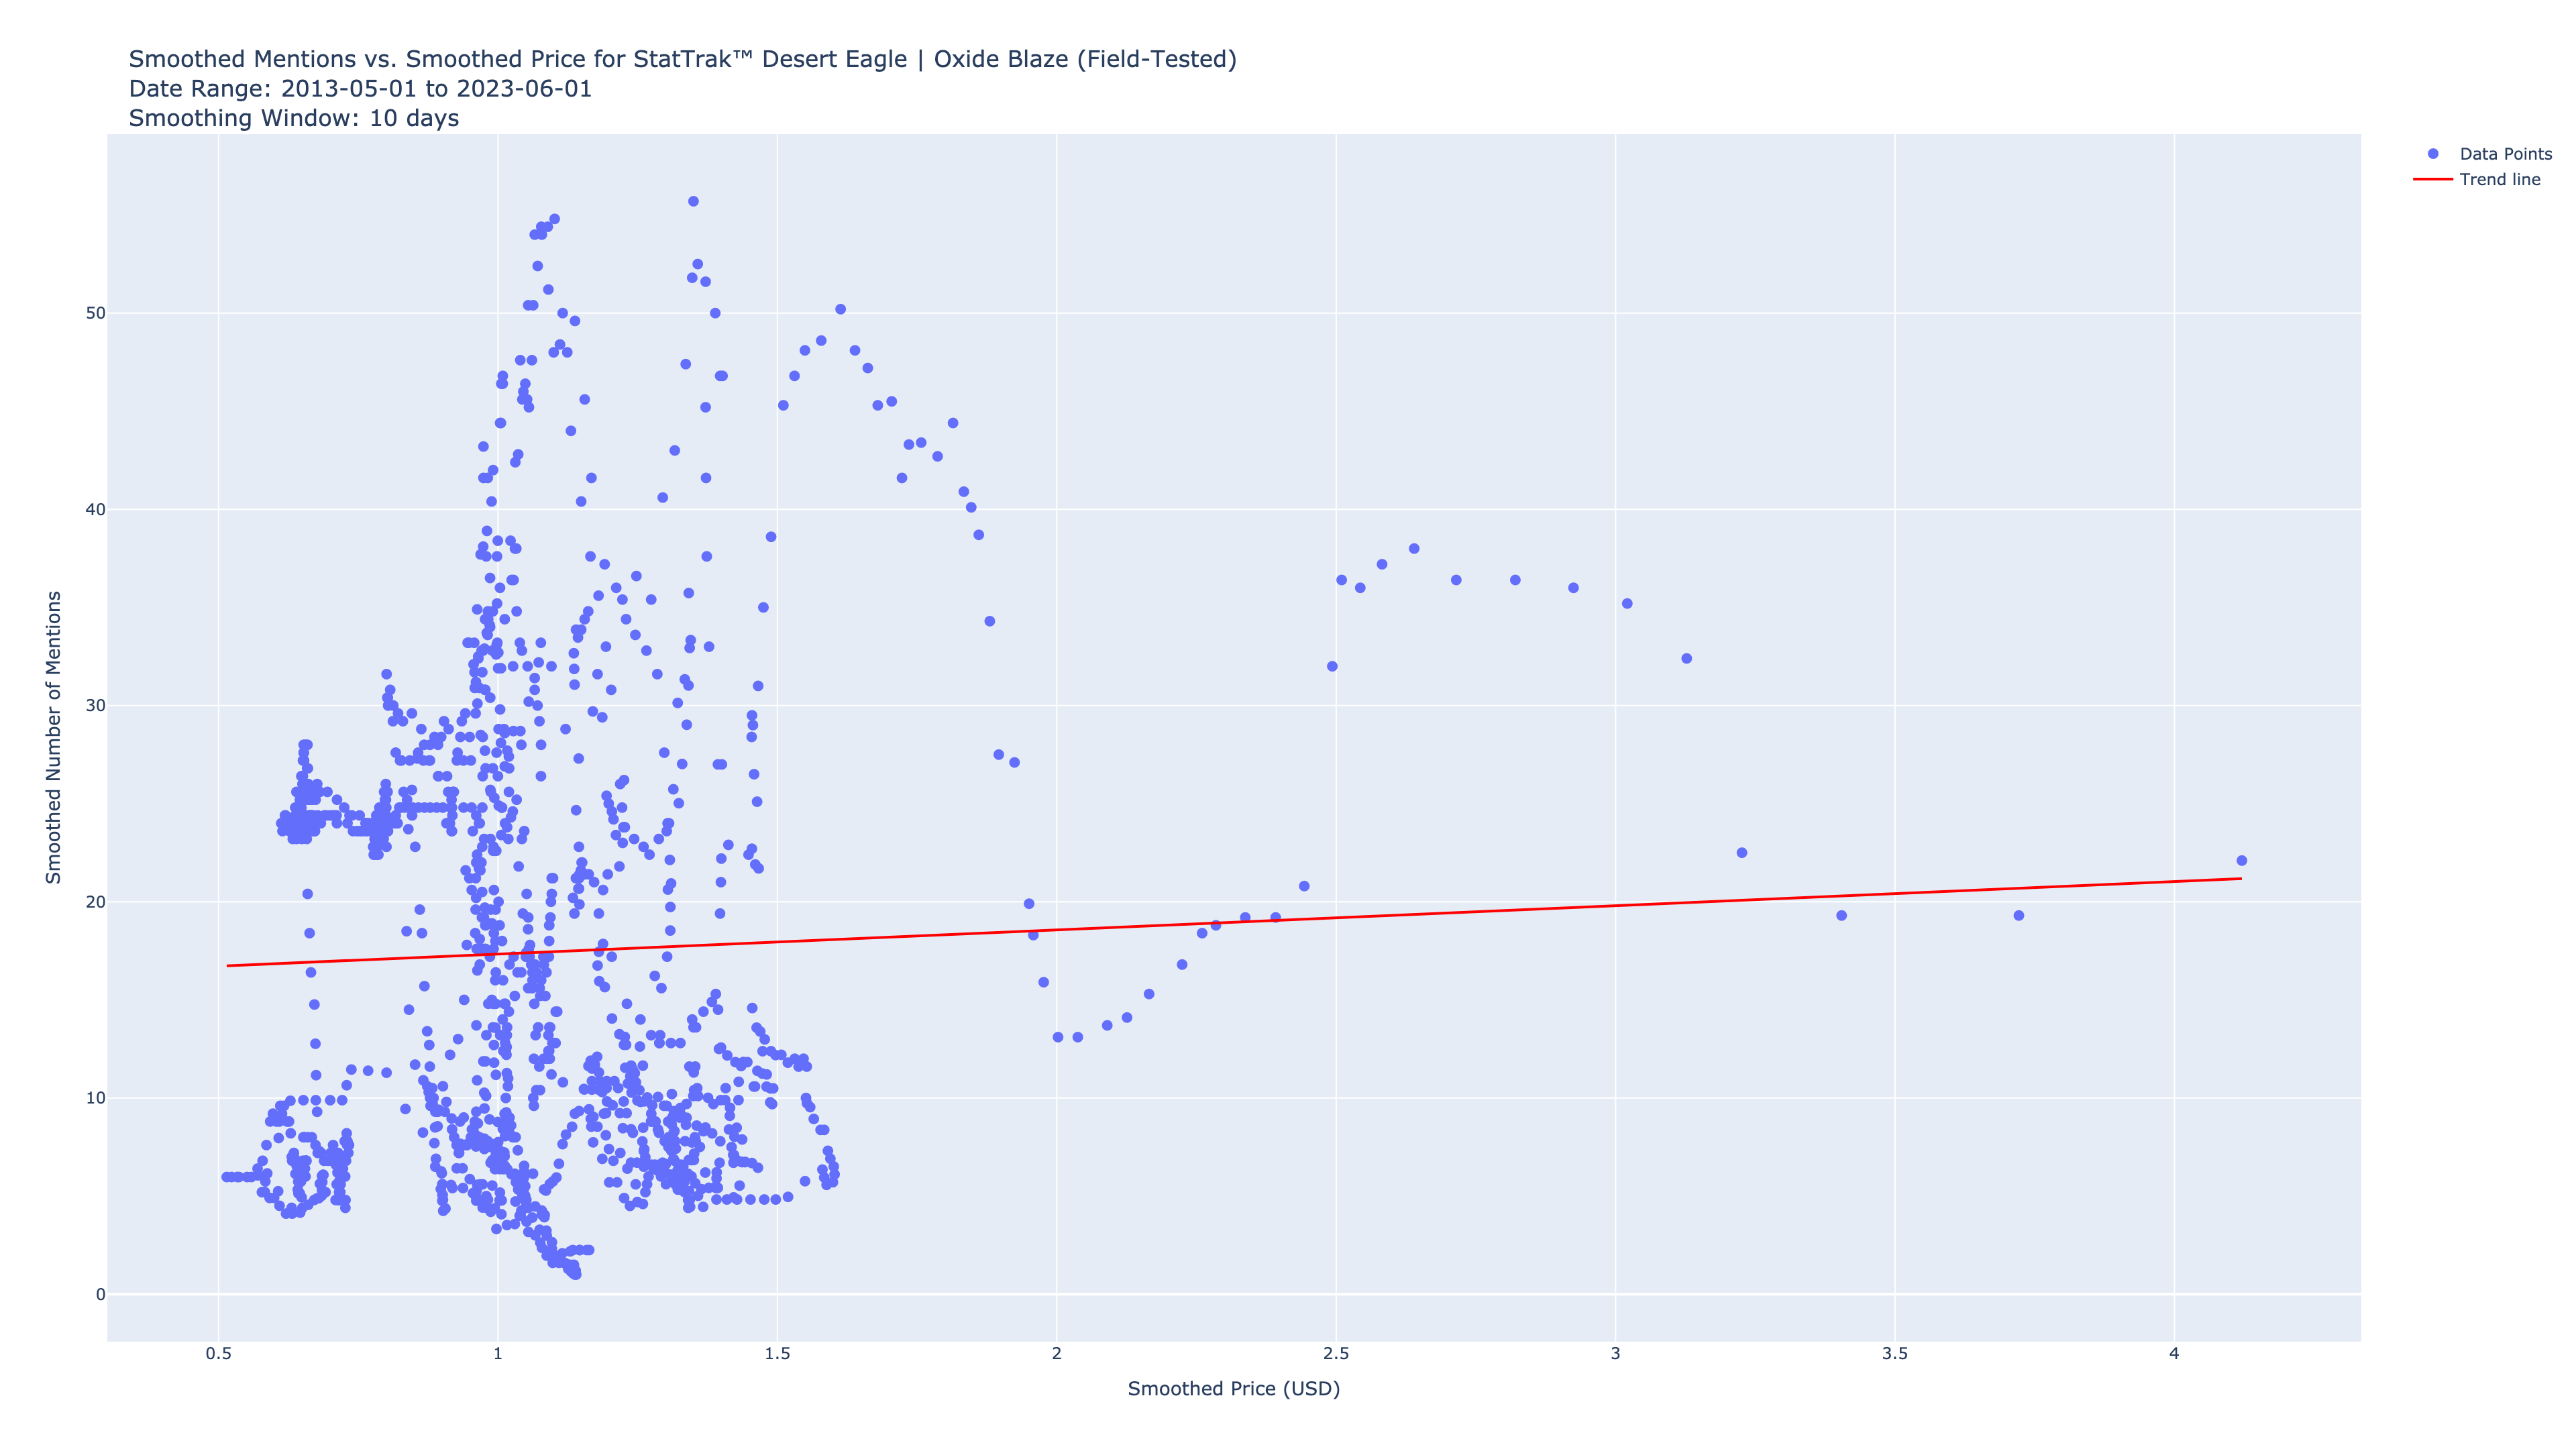 Smoothed Mentions vs. Smoothed Price for StatTrak™ Desert Eagle | Oxide Blaze (Field-Tested)
Date Range: 2013-05-01 to 2023-06-01
Smoothing Window: 10 days
Data Points
Trend line
Smoothed Number of Mentions
50
40
30
20
10
0
0.5
1
1.5
2
2.5
3
3.5
4
Smoothed Price (USD)